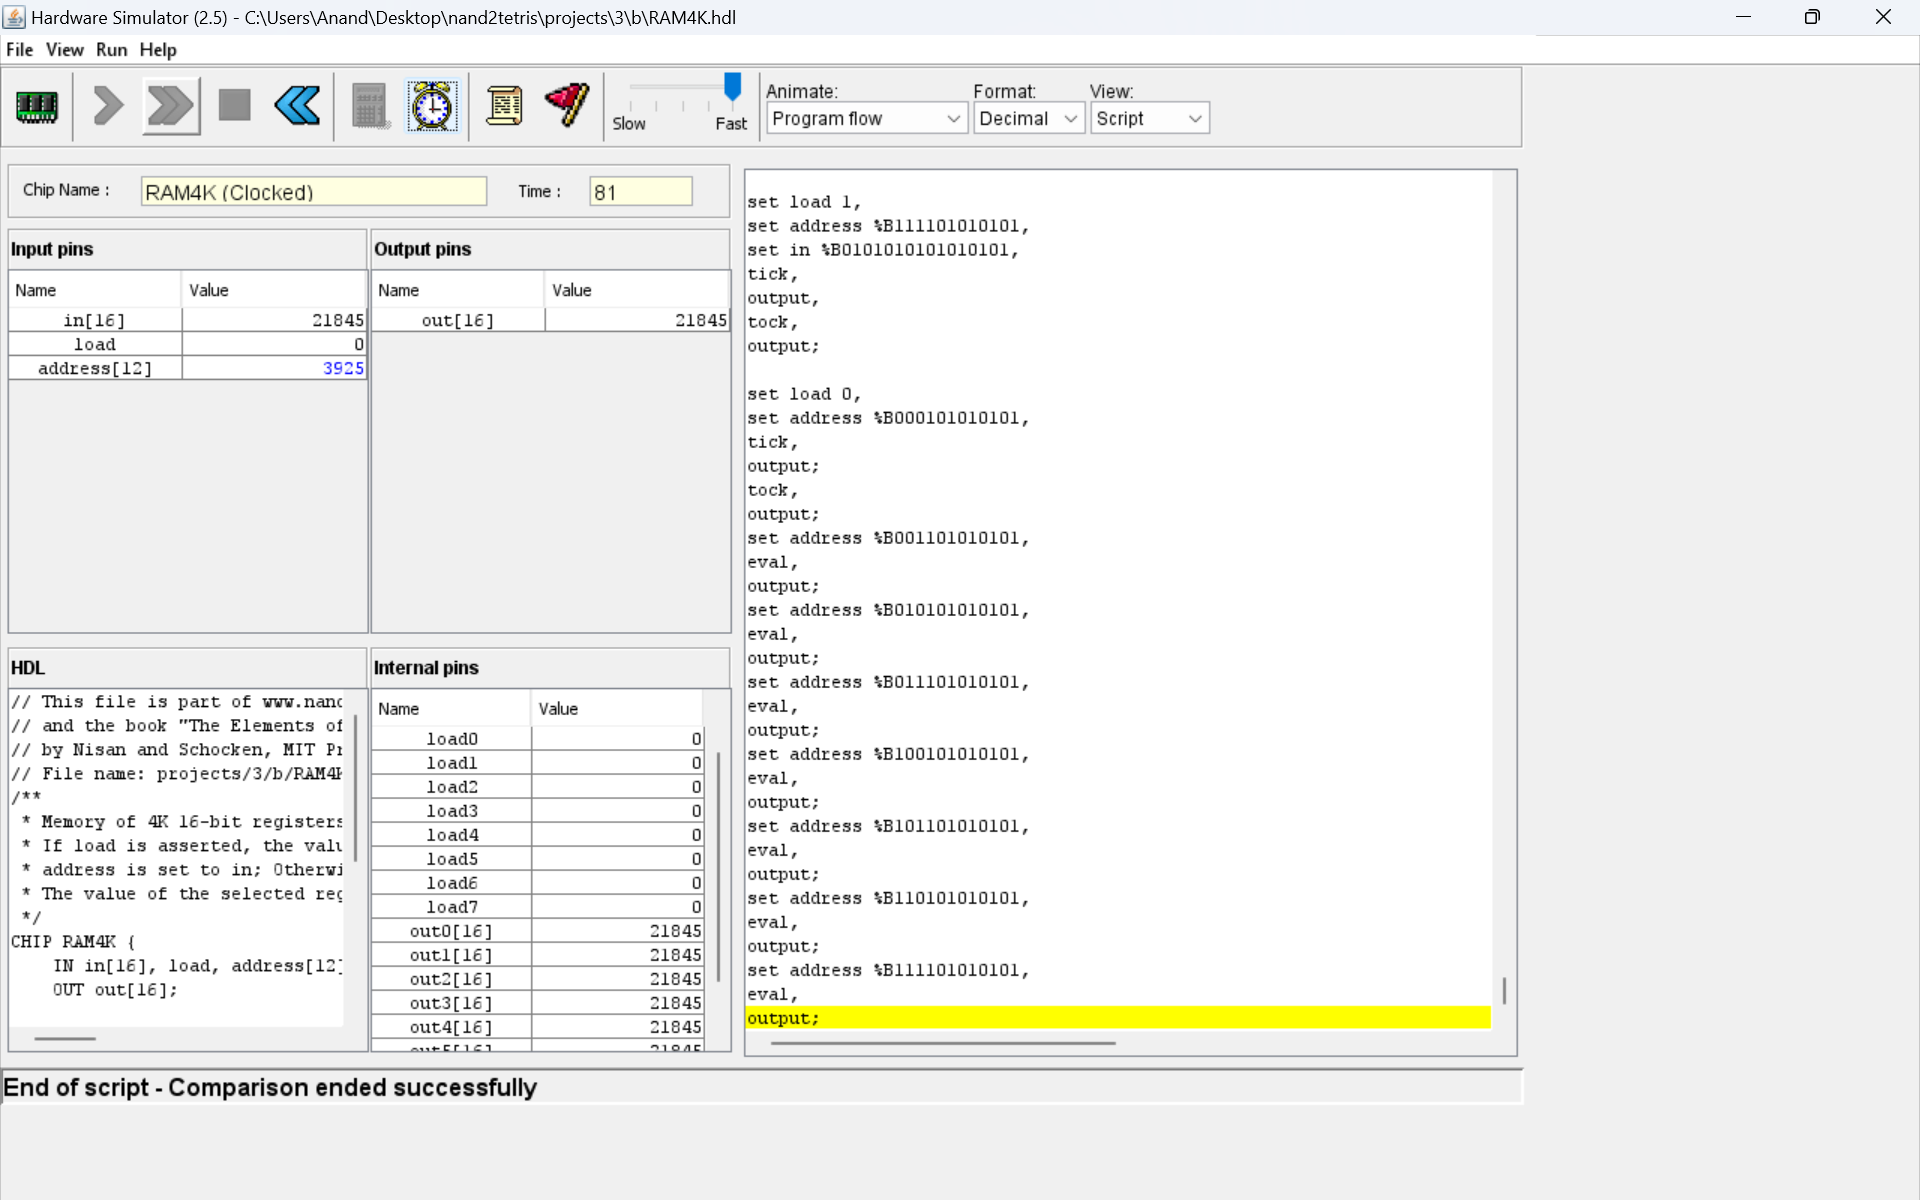 Hardware Simulator (2.5) - C:\Users\Anand\Desktop\nand2tetris\projects\3\b\RAM4K.hdl
File View Run Help
Slow Fast
Animate: Format: View:
Program flow Decimal Script
Chip Name : RAM4K (Clocked) Time : 81
Input pins
Name Value
in[16] 21845
load 0
address[12] 3925
Output pins
Name Value
out[16] 21845
HDL
// This file is part of www.nand
// and the book "The Elements of
// by Nisan and Schocken, MIT Pr
// File name: projects/3/b/RAM4K
/**
* Memory of 4K 16-bit registers
* If load is asserted, the valu
* address is set to in; Otherwi
* The value of the selected reg
*/
CHIP RAM4K {
IN in[16], load, address[12]
OUT out[16];
Internal pins
Name Value
load0 0
load1 0
load2 0
load3 0
load4 0
load5 0
load6 0
load7 0
out0[16] 21845
out1[16] 21845
out2[16] 21845
out3[16] 21845
out4[16] 21845
out5[16] 21845
set load 1,
set address %B111101010101,
set in %B0101010101010101,
tick,
output,
tock,
output;
set load 0,
set address %B000101010101,
tick,
output;
tock,
output;
set address %B001101010101,
eval,
output;
set address %B010101010101,
eval,
output;
set address %B011101010101,
eval,
output;
set address %B100101010101,
eval,
output;
set address %B101101010101,
eval,
output;
set address %B110101010101,
eval,
output;
set address %B111101010101,
eval,
output;
End of script - Comparison ended successfully